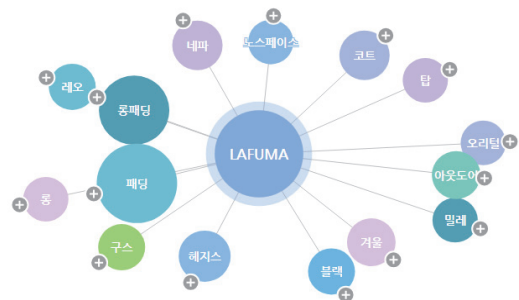 네파
노스페이스
코트
탑
레오
롱패딩
오리털
LAFUMA
아웃도어
패딩
롱
밀레
구스
헤지스
겨울
블랙